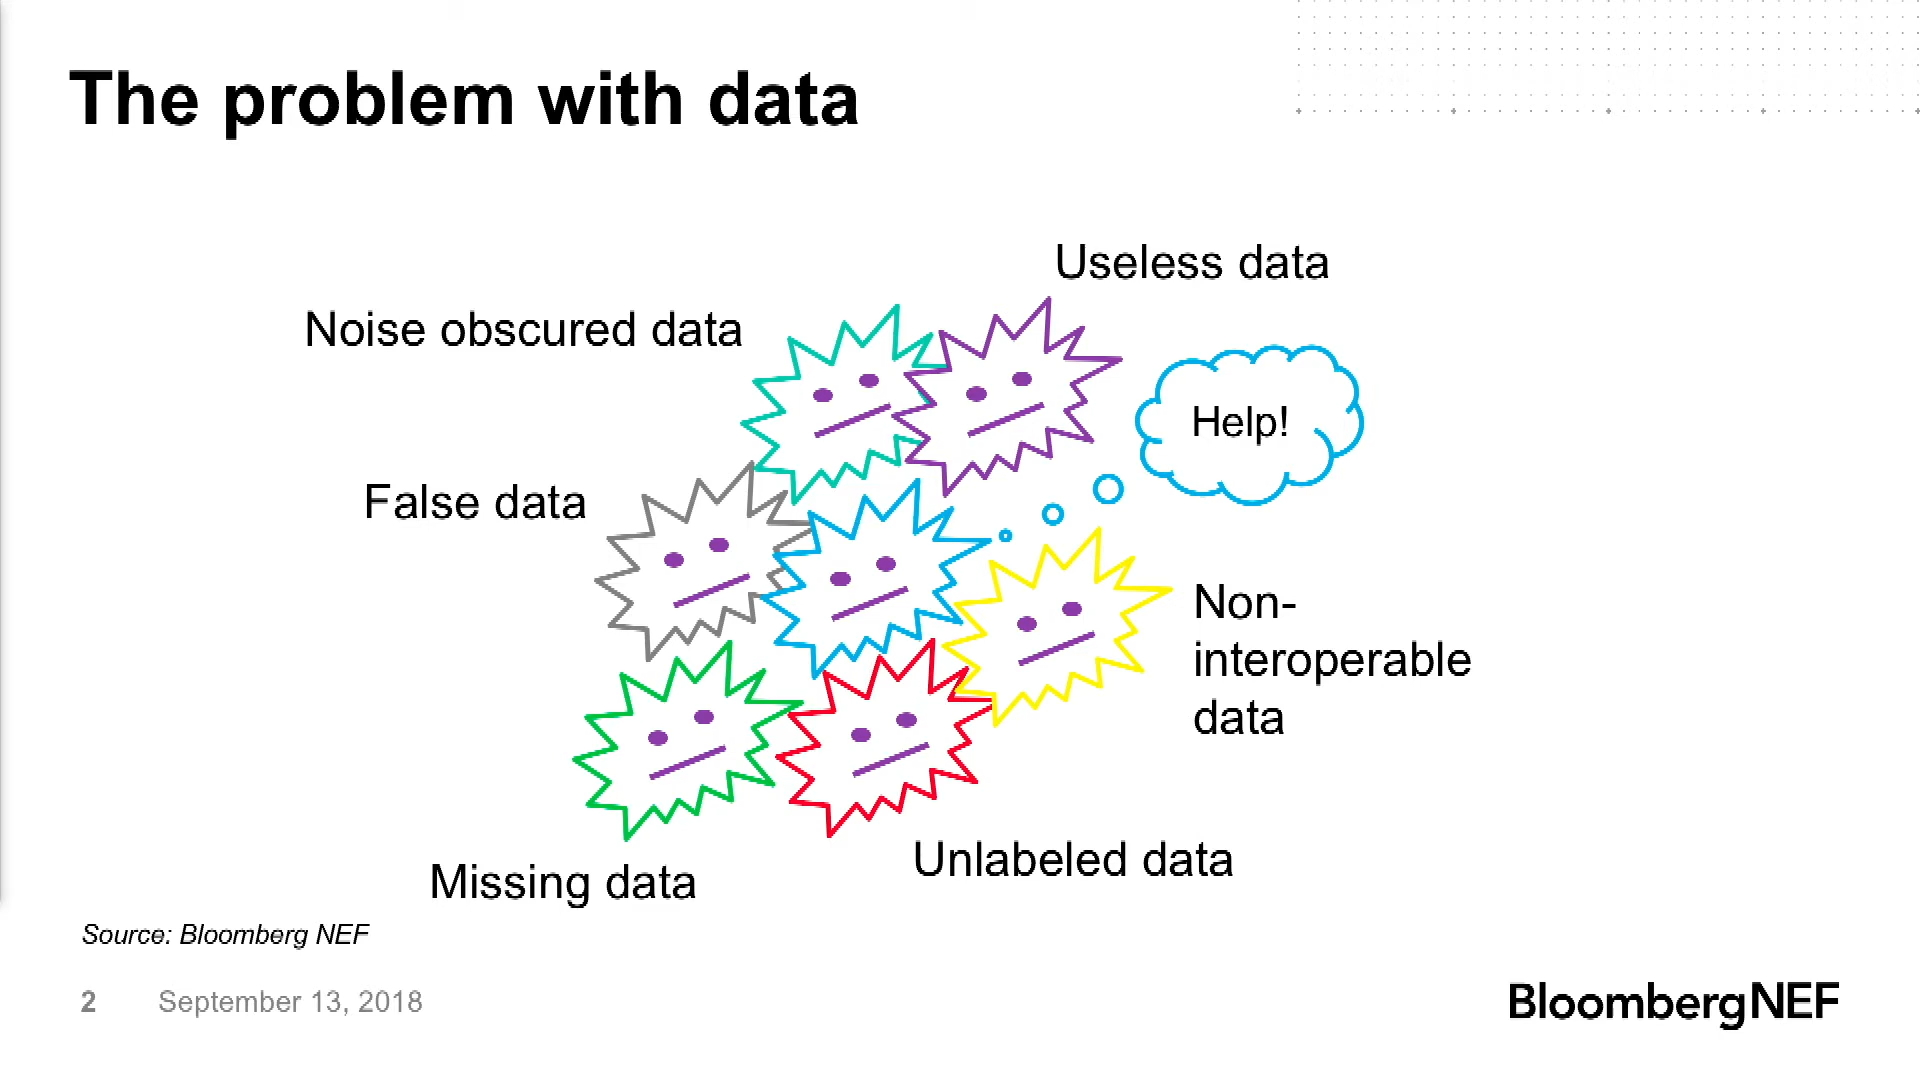 The problem with data
Useless data
Noise obscured data
Help!
False data
Non-
interoperable
data
Unlabeled data
Missing data
Source: Bloomberg NEF
2 September 13, 2018
BloombergNEF